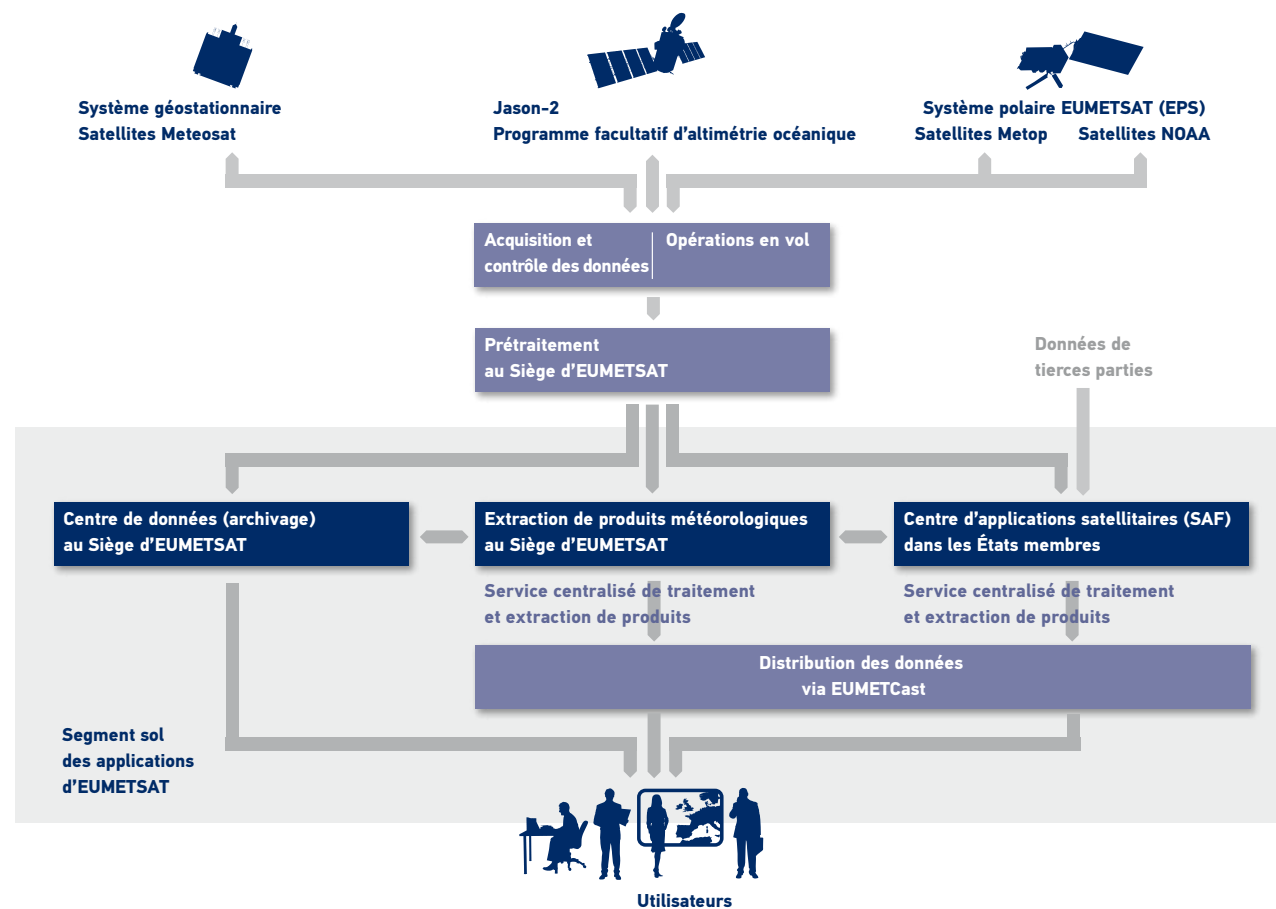 Système géostationnaire
Satellites Meteosat
Jason-2
Programme facultatif d'altimétrie océanique
Système polaire EUMETSAT (EPS)
Satellites Metop Satellites NOAA
Acquisition et
contrôle des données
Opérations en vol
Prétraitement
au Siège d'EUMETSAT
Données de
tierces parties
Centre de données (archivage)
au Siège d'EUMETSAT
Extraction de produits météorologiques
au Siège d'EUMETSAT
Centre d'applications satellitaires (SAF)
dans les États membres
Service centralisé de traitement
et extraction de produits
Service centralisé de traitement
et extraction de produits
Distribution des données
via EUMETCast
Segment sol
des applications
d'EUMETSAT
Utilisateurs